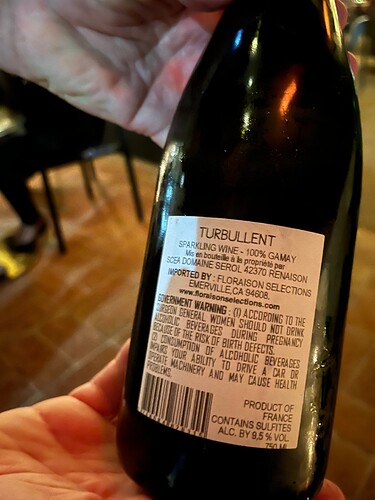 TURBULLENT
SPARKLING WINE - 100% GAMAY
Mis en bouteille à la propriété par
SCEA DOMAINE SEROL 42370 RENAISON
IMPORTED BY : FLORAISON SELECTIONS
EMERVILLE,CA 94608.
www.floraisonselections.com
GOVERNMENT WARNING : (1) ACCORDING TO THE
SURGEON GENERAL, WOMEN SHOULD NOT DRINK
ALCOHOLIC BEVERAGES DURING PREGNANCY
BECAUSE OF THE RISK OF BIRTH DEFECTS.
CONSUMPTION OF ALCOHOLIC BEVERAGES
IMPAIRS YOUR ABILITY TO DRIVE A CAR OR
OPERATE MACHINERY AND MAY CAUSE HEALTH
PROBLEMS.
PRODUCT OF
FRANCE
CONTAINS SULFITES
ALC. BY 9,5 % VOL.
750 ML